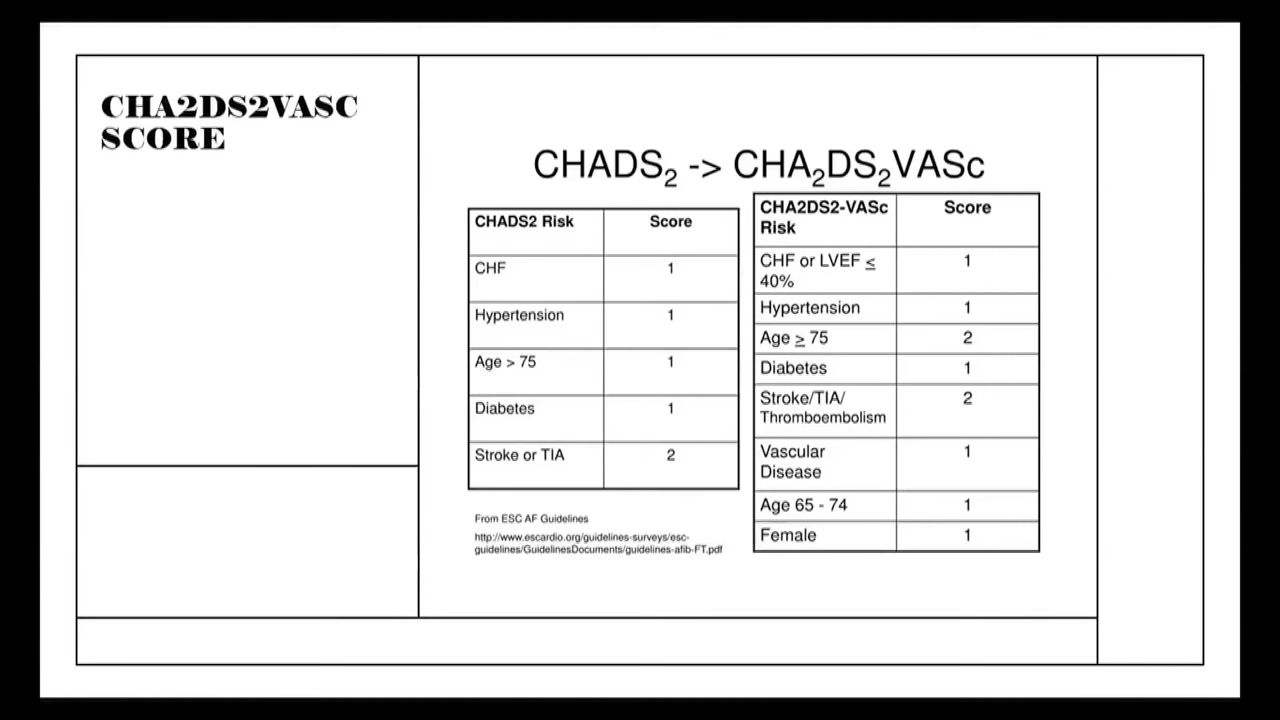 CHA2DS2VASC
SCORE
CHADS2 -> CHA2DS2VASc
CHADS2 Risk Score
CHF 1
Hypertension 1
Age > 75 1
Diabetes 1
Stroke or TIA 2
From ESC AF Guidelines
http://www.escardio.org/guidelines-surveys/esc-
guidelines/GuidelinesDocuments/guidelines-afib-FT.pdf
CHA2DS2-VASc Score
Risk
CHF or LVEF ≤ 1
40%
Hypertension 1
Age ≥ 75 2
Diabetes 1
Stroke/TIA/ 2
Thromboembolism
Vascular 1
Disease
Age 65 - 74 1
Female 1